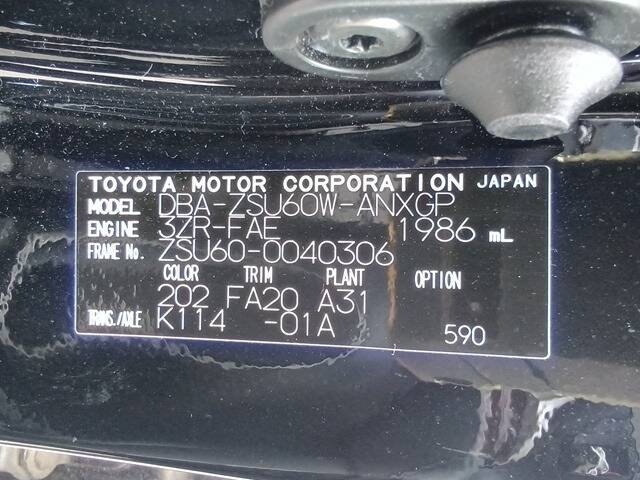 TOYOTA MOTOR CORPORATION JAPAN
MODEL DBA-ZSU60W-ANXGP
ENGINE 3ZR-FAE 1986 mL
FRAME No. ZSU60-0040306
COLOR TRIM PLANT OPTION
202 FA20 A31
TRANS./AXLE K114 -01A 590